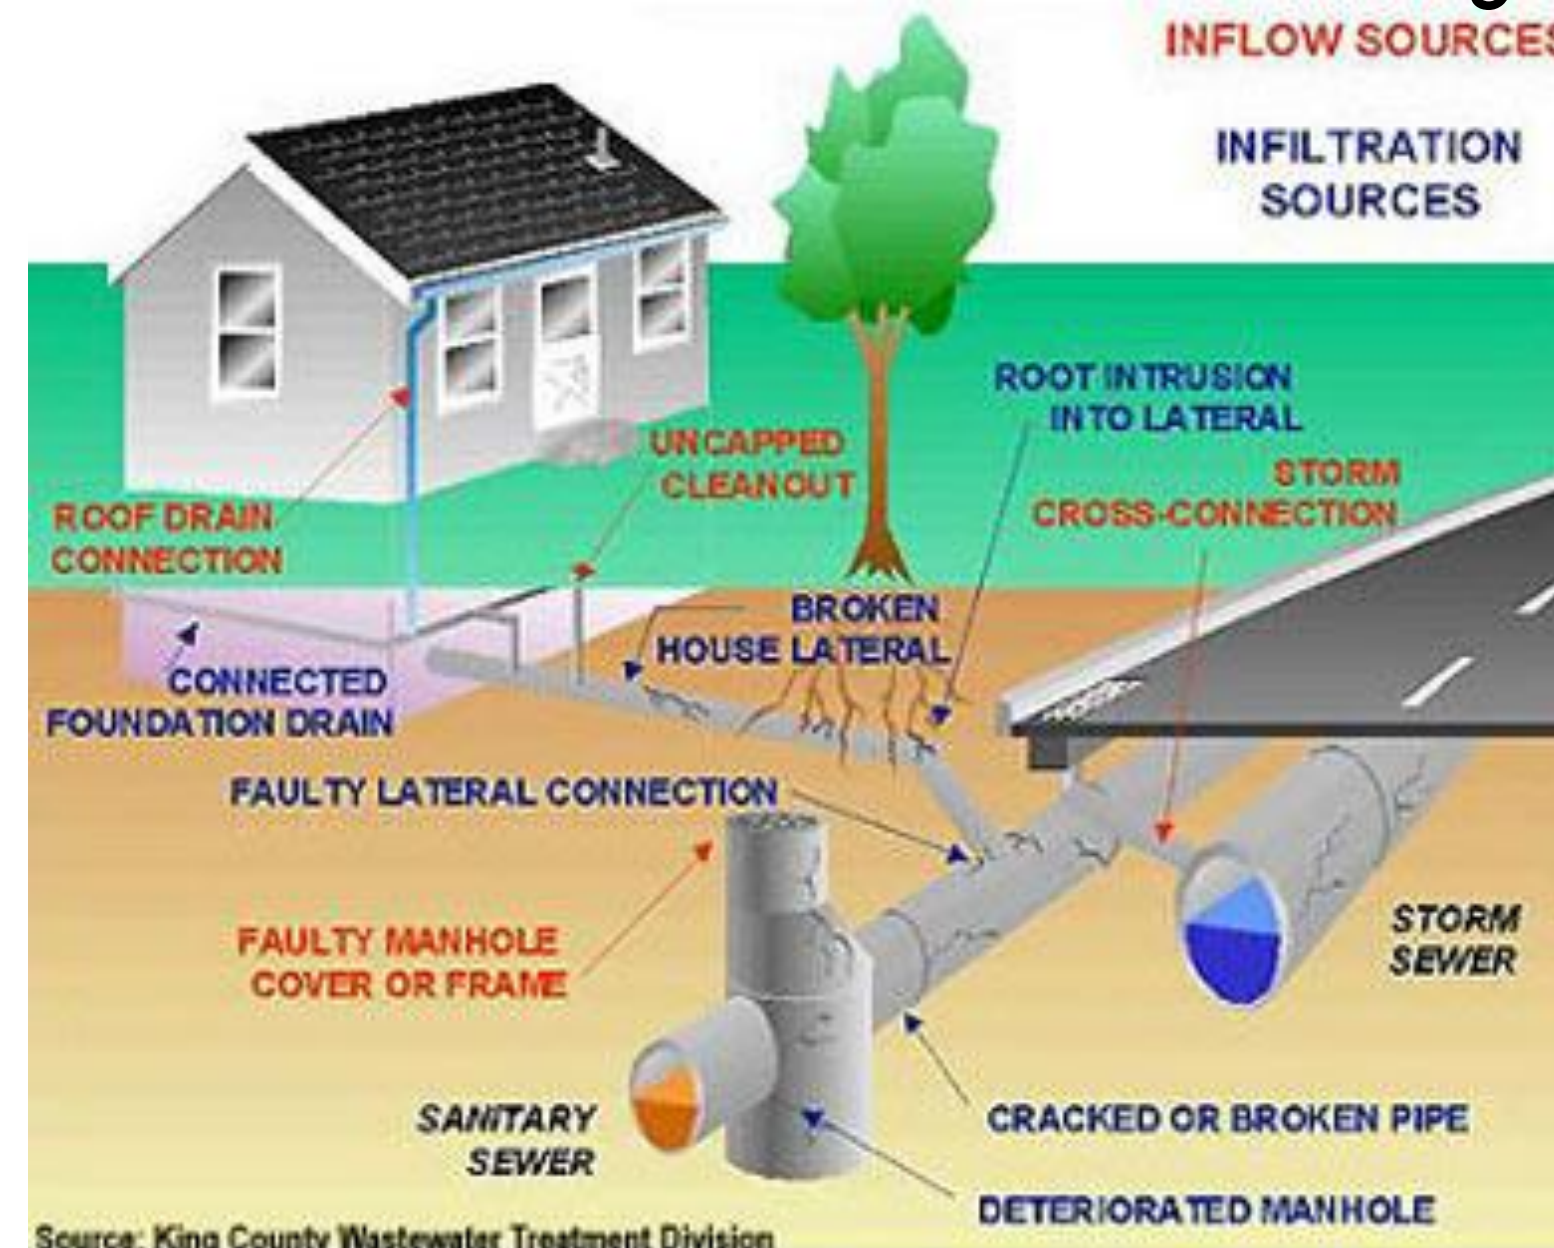 INFLOW SOURCES
INFILTRATION
SOURCES
ROOT INTRUSION
INTO LATERAL
UNCAPPED
CLEANOUT
STORM
CROSS-CONNECTION
ROOF DRAIN
CONNECTION
BROKEN
HOUSE LATERAL
CONNECTED
FOUNDATION DRAIN
FAULTY LATERAL CONNECTION
FAULTY MANHOLE
COVER OR FRAME
STORM
SEWER
SANITARY
SEWER
CRACKED OR BROKEN PIPE
DETERIORATED MANHOLE
Source: King County Wastewater Treatment Division